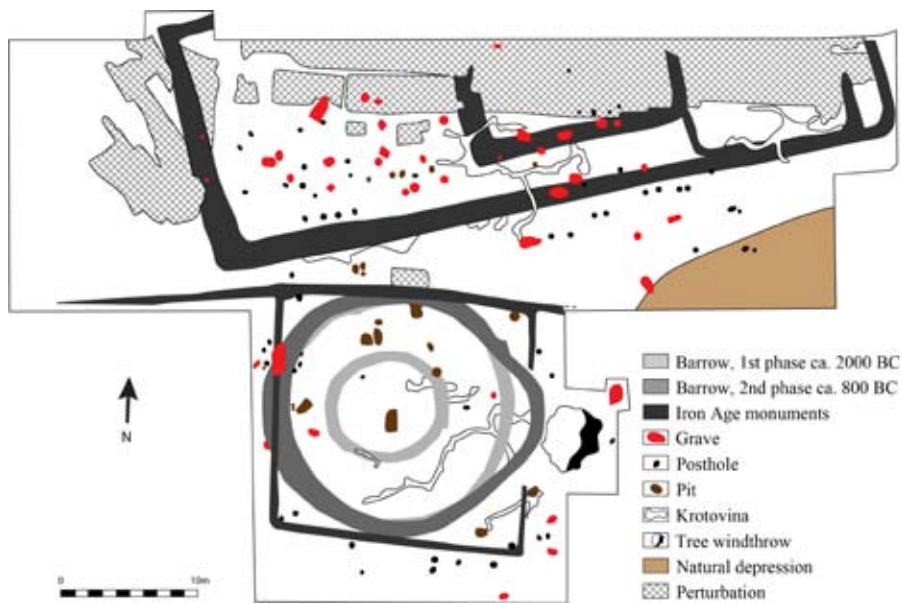 N
Barrow, 1st phase ca. 2000 BC
Barrow, 2nd phase ca. 800 BC
Iron Age monuments
Grave
Posthole
Pit
Krotovina
Tree windthrow
Natural depression
Perturbation
0 10m